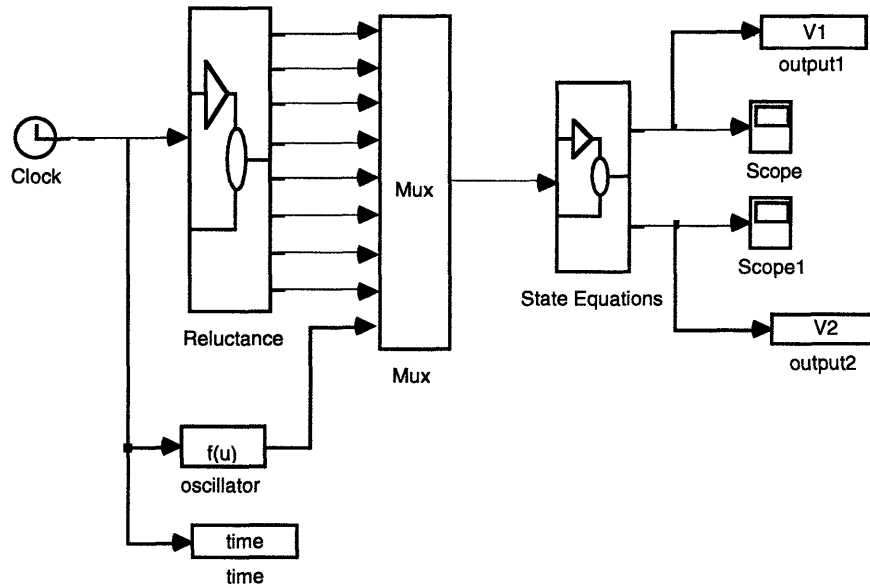 V1
output1
Clock
Scope
Mux
Scope1
State Equations
Reluctance
V2
output2
Mux
f(u)
oscillator
time
time